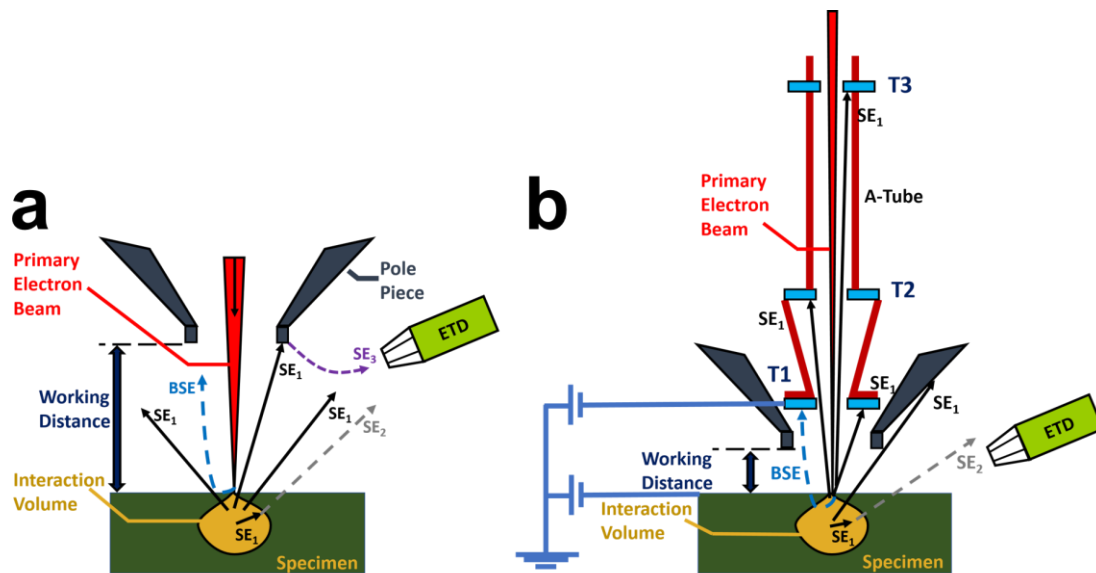 a
Primary
Electron
Beam
Pole
Piece
ETD
SE3
SE1
BSE
SE1
SE1
SE2
Working
Distance
Interaction
Volume
SE1
Specimen
b
T3
SE1
Primary
Electron
Beam
A-Tube
T2
SE1
T1
SE1
SE1
ETD
SE2
Working
Distance
BSE
Interaction
Volume
SE1
Specimen